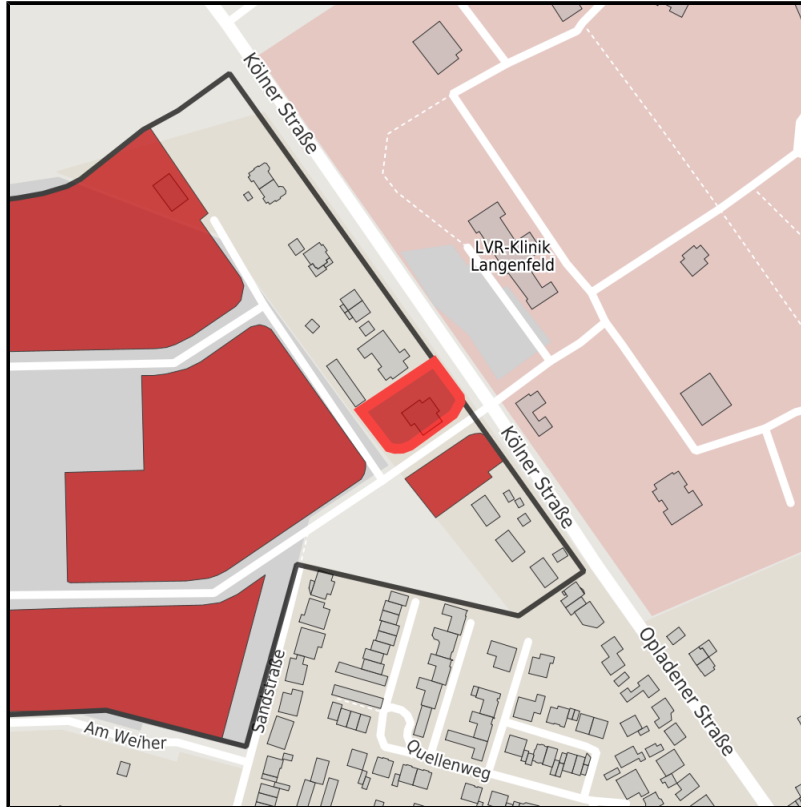 Kölner Straße
LVR-Klinik
Langenfeld
Kölner Straße
Opladener Straße
Sandstraße
Am Weiher
Quellenweg